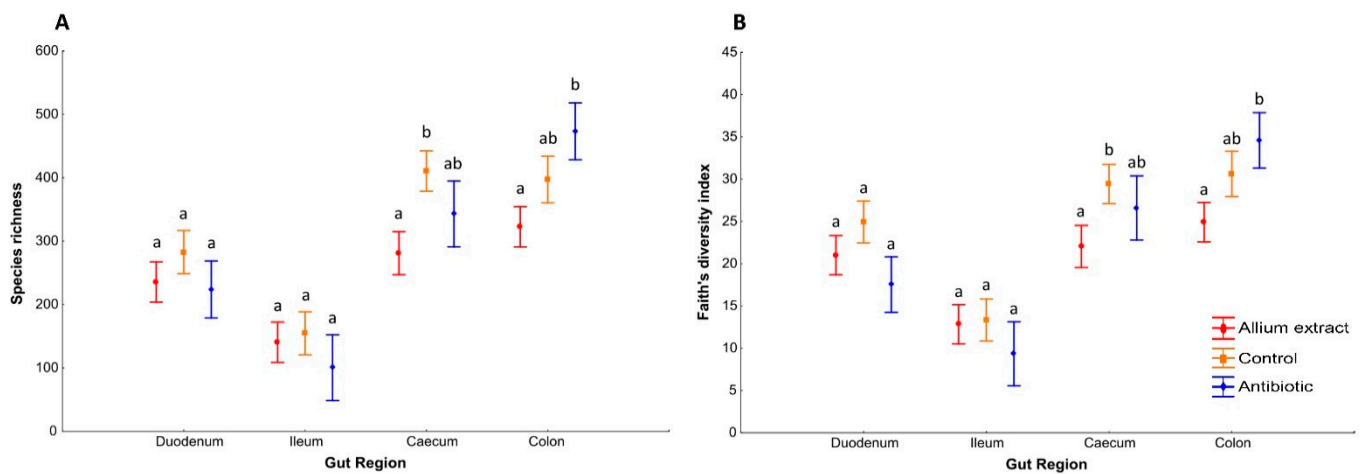 A
Species richness
600
500
400
300
200
100
0
a a a
a a a
a b ab
a ab b
Duodenum Ileum Caecum Colon
Gut Region
B
Faith's diversity index
45
40
35
30
25
20
15
10
5
0
a a a
a a a
a b ab
a ab b
Duodenum Ileum Caecum Colon
Gut Region
Allium extract
Control
Antibiotic